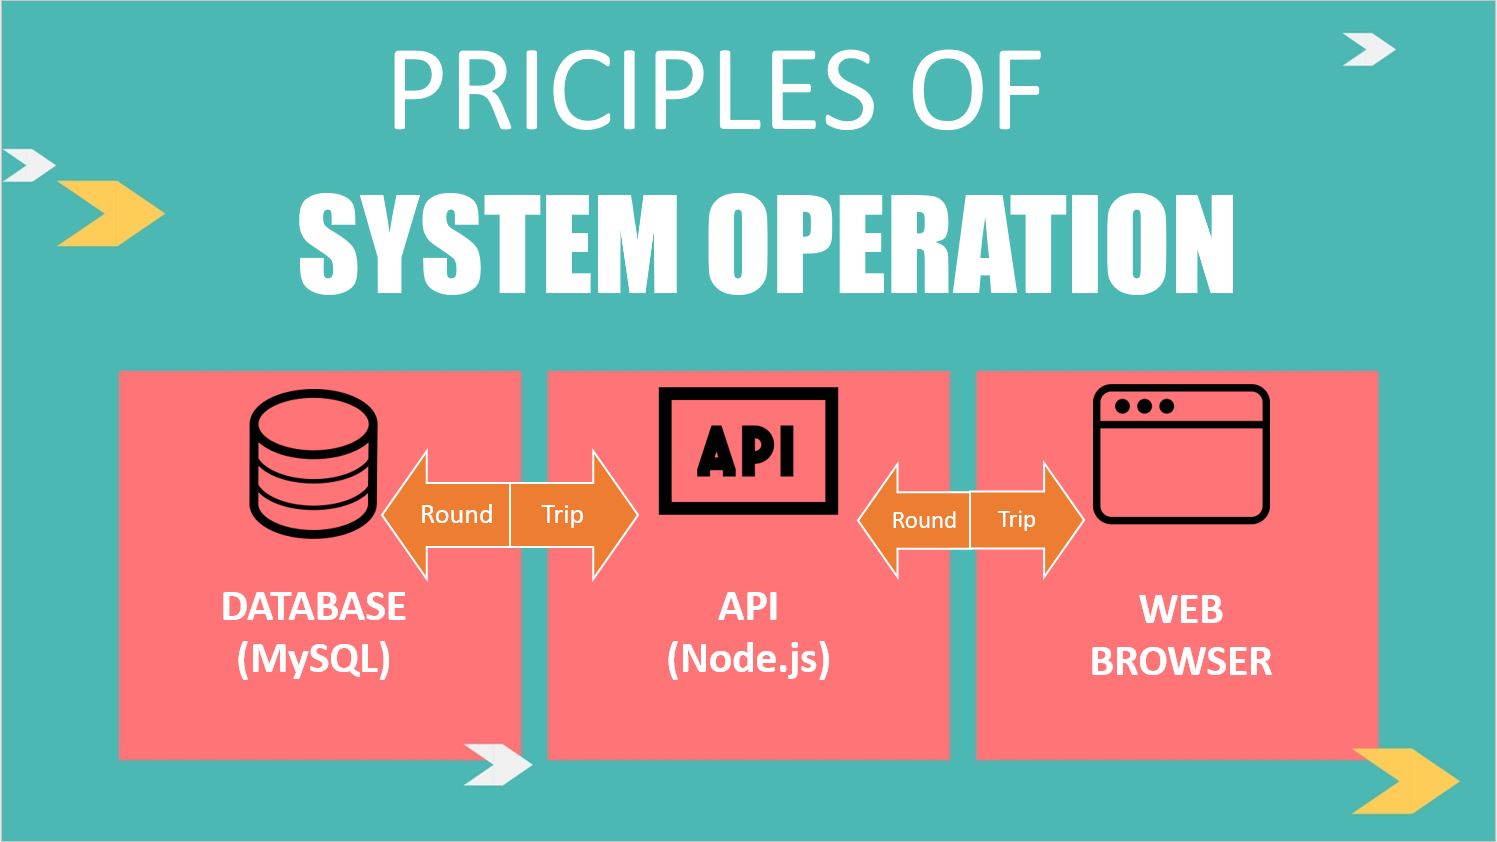 PRICIPLES OF
SYSTEM OPERATION
API
Round Trip
Round Trip
DATABASE
(MySQL)
API
(Node.js)
WEB
BROWSER